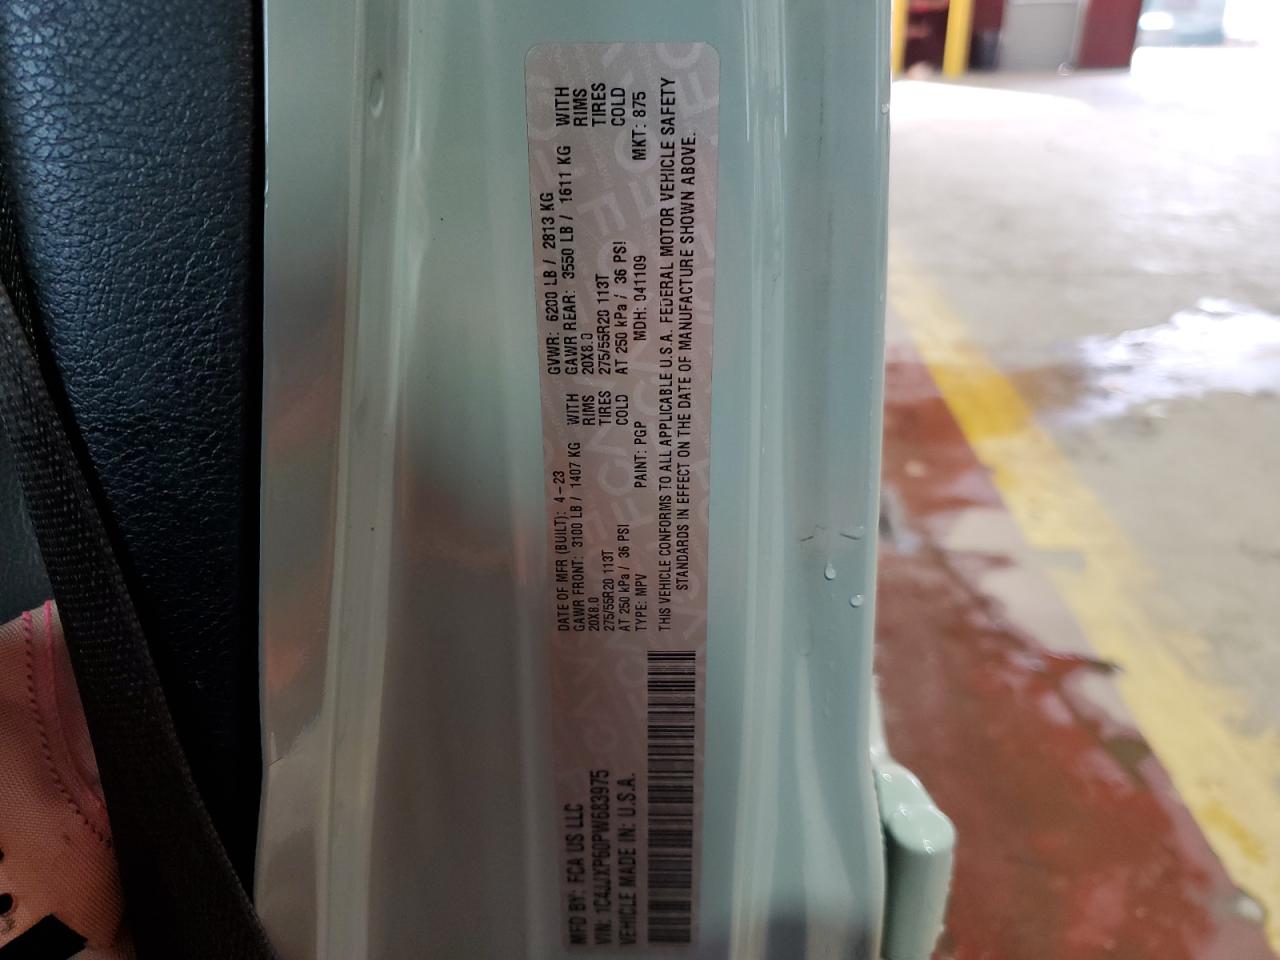 MFD BY: FCA US LLC
VIN: 1C4JJXP60PW683975
VEHICLE MADE IN: U.S.A.
DATE OF MFR (BUILT): 4-23
GVWR: 6200 LB / 2813 KG
GAWR FRONT: 3100 LB / 1407 KG WITH
GAWR REAR: 3550 LB / 1611 KG WITH
20X8.0 RIMS
20X8.0 RIMS
275/55R20 113T TIRES
275/55R20 113T TIRES
AT 250 kPa / 36 PSI COLD
AT 250 kPa / 36 PSI COLD
TYPE: MPV PAINT: PGP MDH: 041109 MKT: 875
THIS VEHICLE CONFORMS TO ALL APPLICABLE U.S.A. FEDERAL MOTOR VEHICLE SAFETY
STANDARDS IN EFFECT ON THE DATE OF MANUFACTURE SHOWN ABOVE.